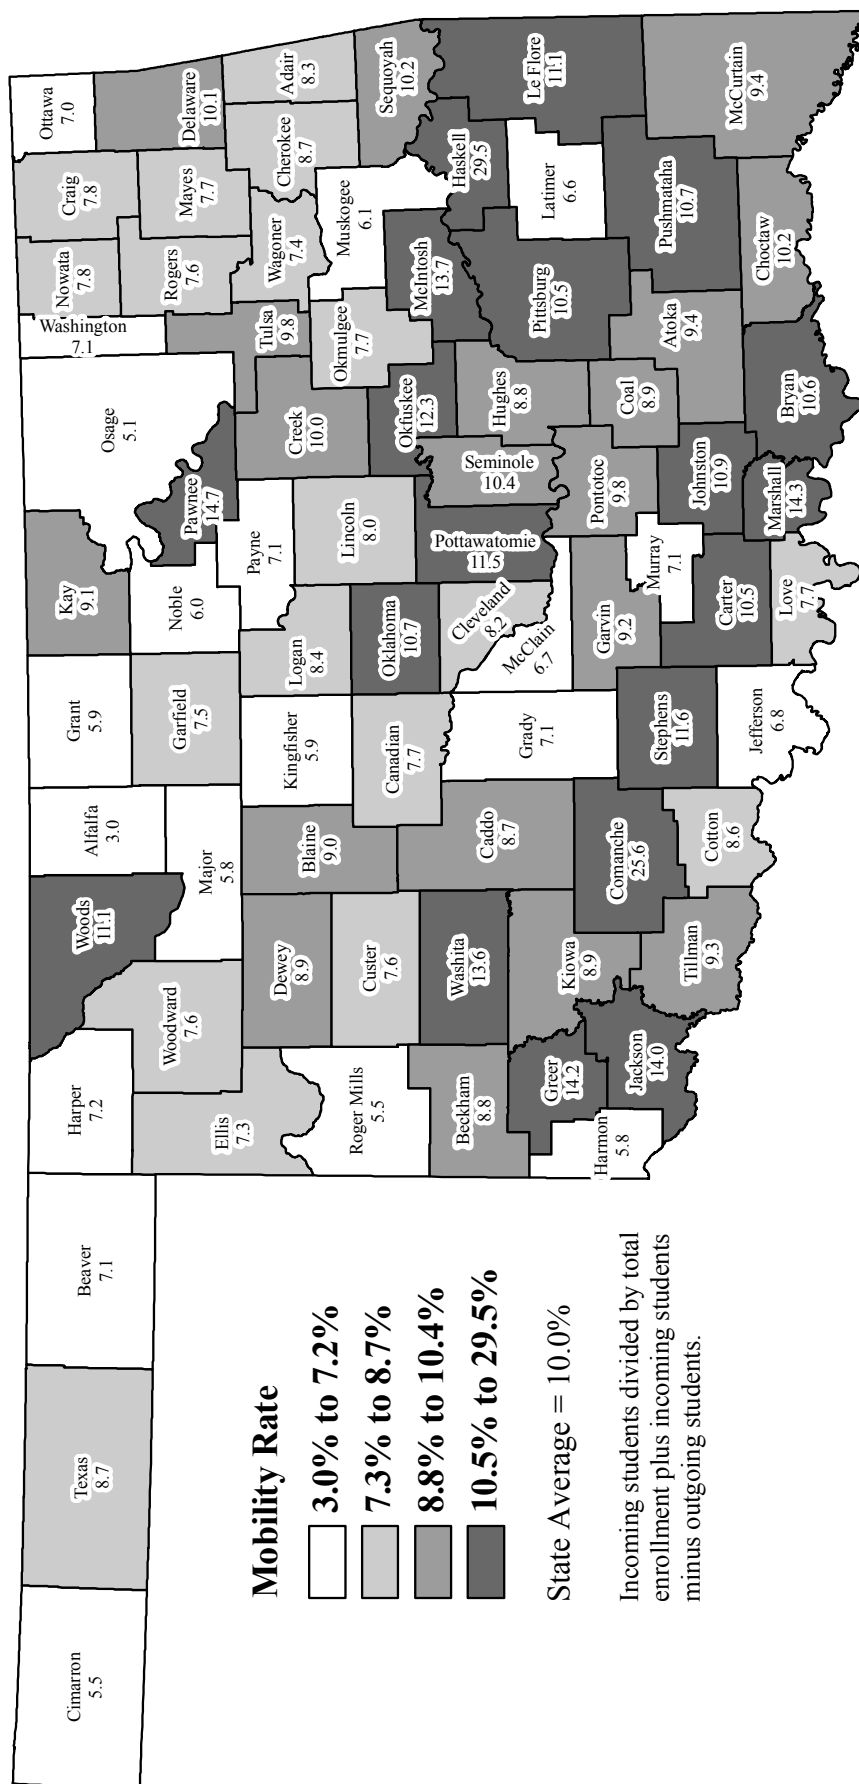 Cimarron
5.5
Texas
8.7
Beaver
7.1
Harper
7.2
Woods
11.1
Alfalfa
3.0
Grant
5.9
Kay
9.1
Osage
5.1
Washington
7.1
Nowata
7.8
Craig
7.8
Ottawa
7.0
Ellis
7.3
Woodward
7.6
Major
5.8
Garfield
7.5
Noble
6.0
Pawnee
14.7
Rogers
7.6
Mayes
7.7
Delaware
10.1
Roger Mills
5.5
Dewey
8.9
Custer
7.6
Blaine
9.0
Kingfisher
5.9
Logan
8.4
Payne
7.1
Lincoln
8.0
Creek
10.0
Tulsa
9.8
Wagoner
7.4
Cherokee
8.7
Adair
8.3
Beckham
8.8
Washita
13.6
Caddo
8.7
Canadian
7.7
Oklahoma
10.7
Cleveland
8.2
Pottawatomie
11.5
Seminole
10.4
Okfuskee
12.3
Okmulgee
7.7
Muskogee
6.1
McIntosh
13.7
Haskell
29.5
Sequoyah
10.2
Harmon
5.8
Greer
14.2
Jackson
14.0
Kiowa
8.9
Tillman
9.3
Comanche
25.6
Cotton
8.6
Grady
7.1
McClain
6.7
Garvin
9.2
Stephens
11.6
Jefferson
6.8
Murray
7.1
Carter
10.5
Love
7.7
Pontotoc
9.8
Johnston
10.9
Marshall
14.3
Hughes
8.8
Coal
8.9
Pittsburg
10.5
Atoka
9.4
Bryan
10.6
Latimer
6.6
Le Flore
11.1
Pushmataha
10.7
Choctaw
10.2
McCurtain
9.4
Mobility Rate
3.0% to 7.2%
7.3% to 8.7%
8.8% to 10.4%
10.5% to 29.5%
State Average = 10.0%
Incoming students divided by total
enrollment plus incoming students
minus outgoing students.